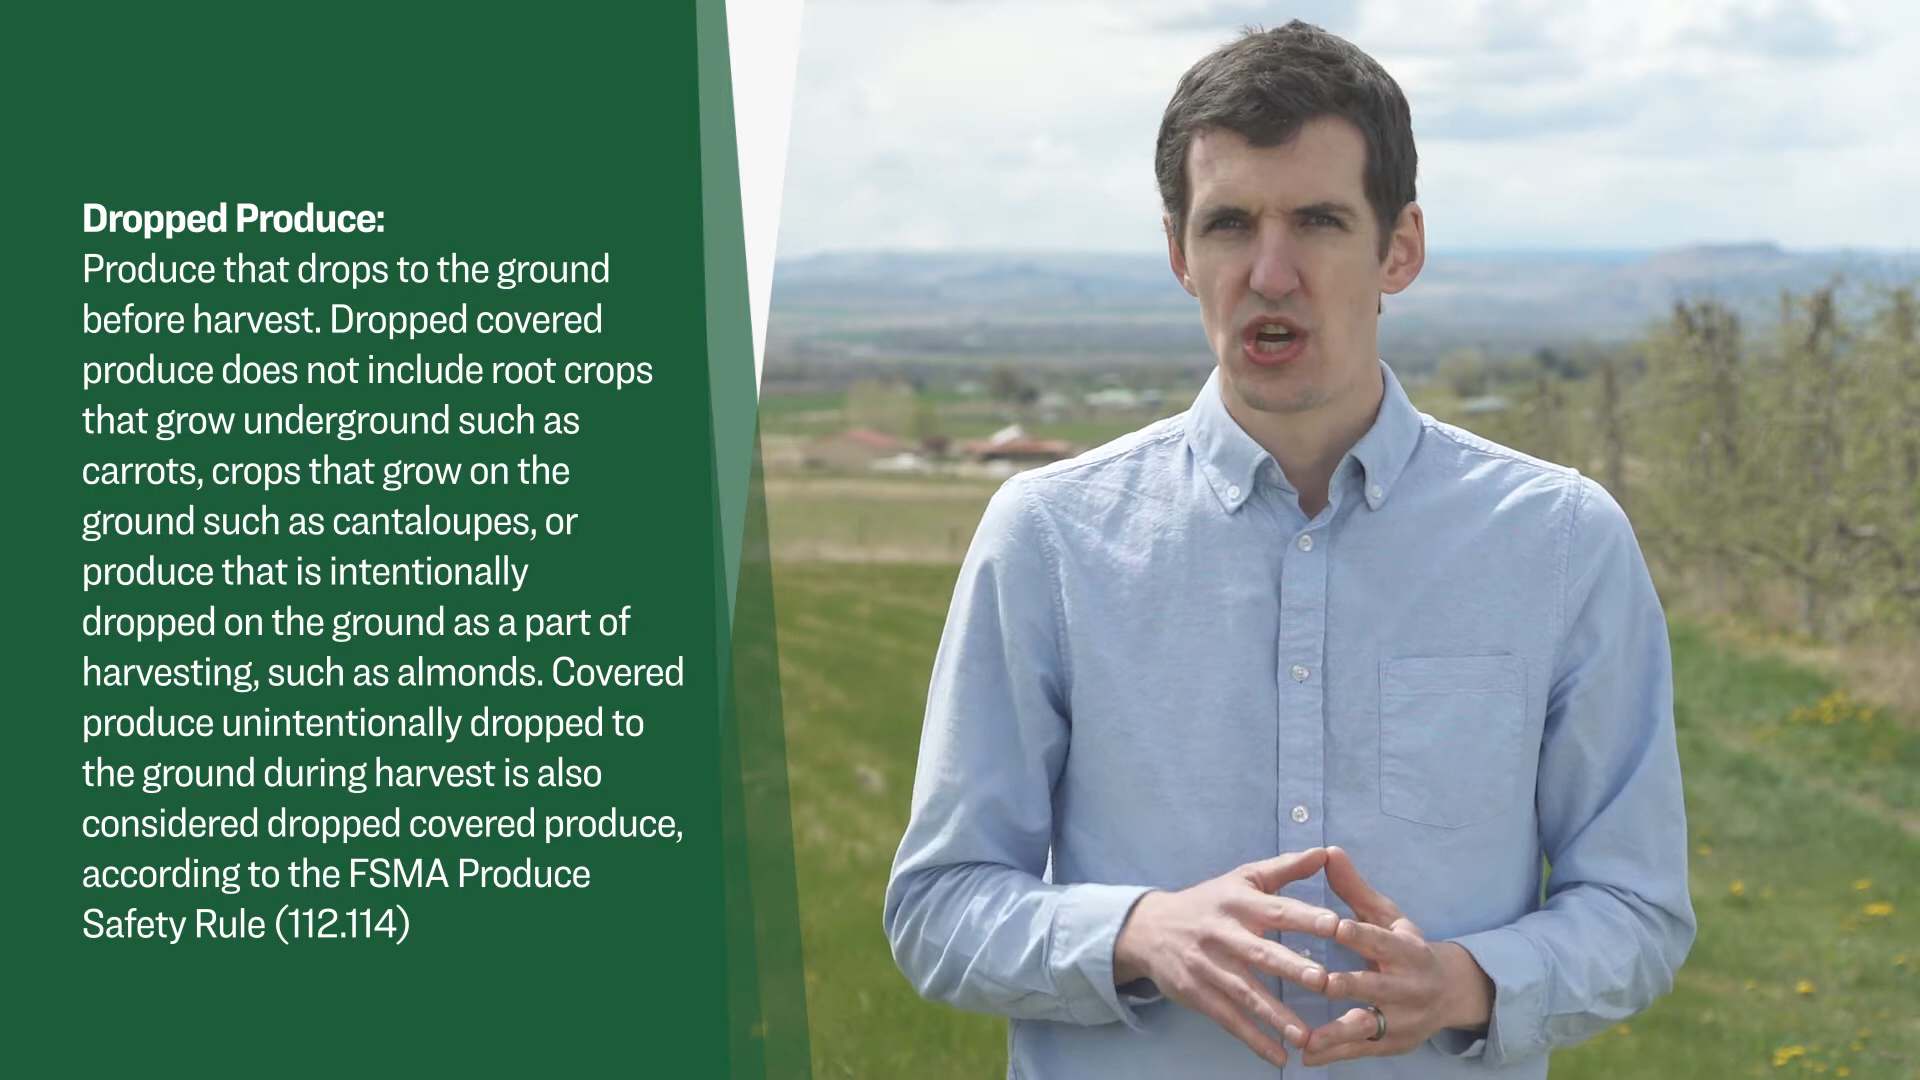 Dropped Produce:
Produce that drops to the ground
before harvest. Dropped covered
produce does not include root crops
that grow underground such as
carrots, crops that grow on the
ground such as cantaloupes, or
produce that is intentionally
dropped on the ground as a part of
harvesting, such as almonds. Covered
produce unintentionally dropped to
the ground during harvest is also
considered dropped covered produce,
according to the FSMA Produce
Safety Rule (112.114)